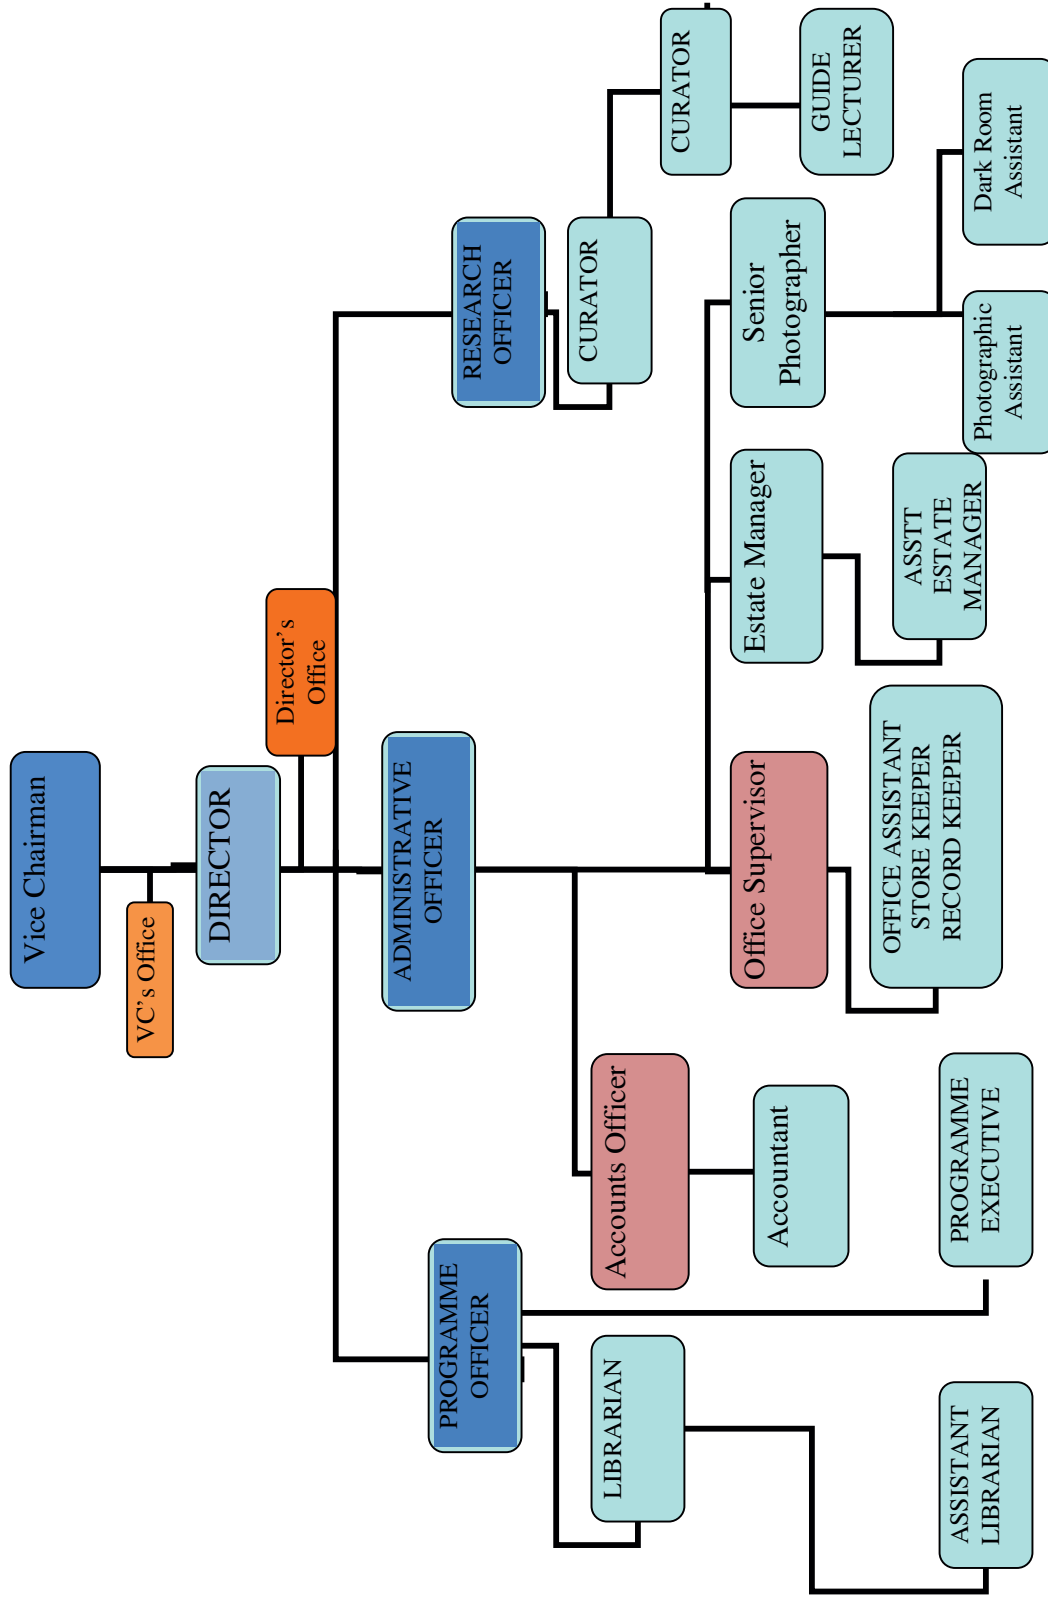 Vice Chairman
VC's Office
DIRECTOR
Director's
Office
PROGRAMME
OFFICER
ADMINISTRATIVE
OFFICER
RESEARCH
OFFICER
LIBRARIAN
Accounts Officer
CURATOR
CURATOR
Accountant
Office Supervisor
Estate Manager
Senior
Photographer
GUIDE
LECTURER
ASSISTANT
LIBRARIAN
PROGRAMME
EXECUTIVE
OFFICE ASSISTANT
STORE KEEPER
RECORD KEEPER
ASSTT
ESTATE
MANAGER
Photographic
Assistant
Dark Room
Assistant